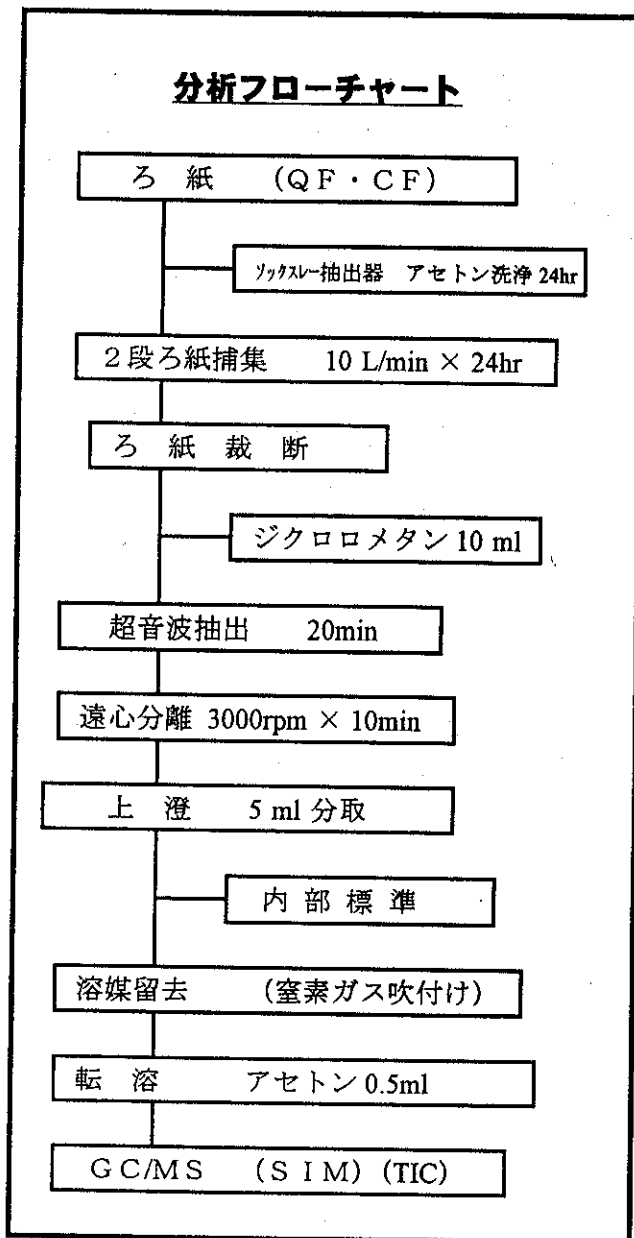 分析フローチャート
ろ 紙 （ＱＦ・ＣＦ）
ｿｯｸｽﾚｰ抽出器 アセトン洗浄 24hr
２段ろ紙捕集 10 L/min × 24hr
ろ 紙 裁 断
ジクロロメタン 10 ml
超音波抽出 20min
遠心分離 3000rpm × 10min
上 澄 5 ml 分取
内 部 標 準
溶媒留去 （窒素ガス吹付け）
転 溶 アセトン 0.5ml
ＧＣ/ＭＳ （ＳＩＭ）(TIC)